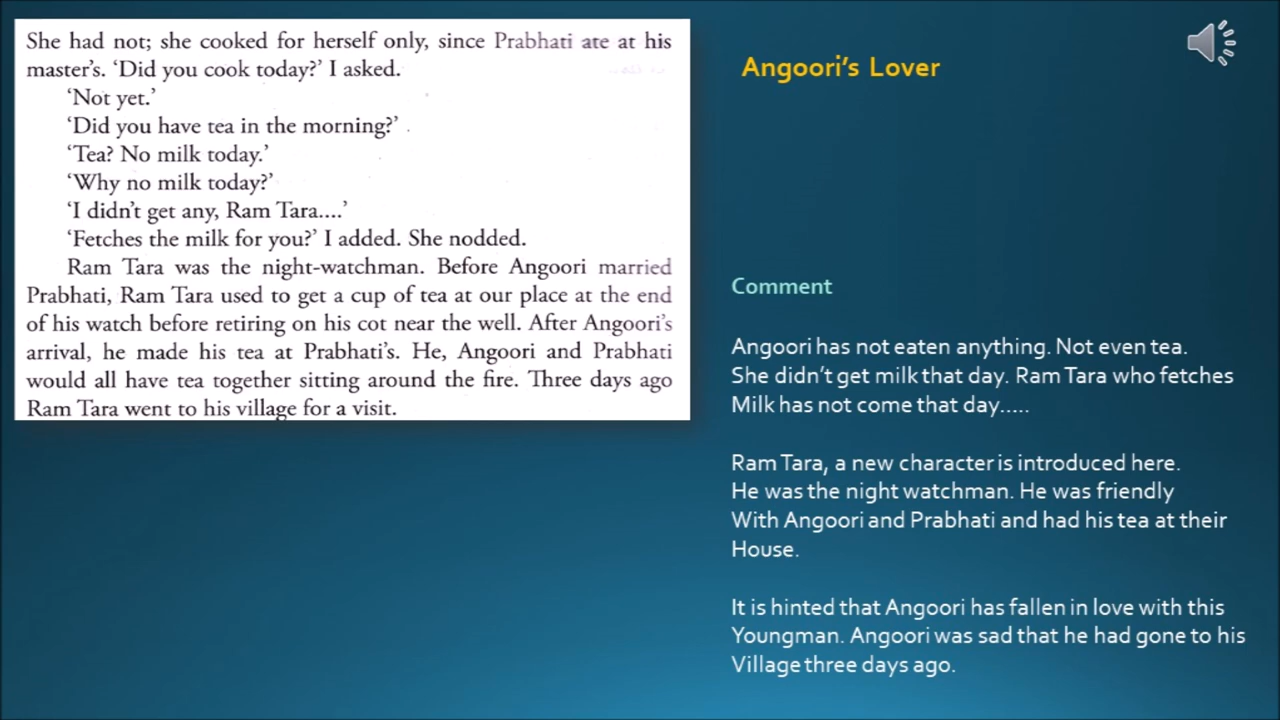 She had not; she cooked for herself only, since Prabhati ate at his
master's. 'Did you cook today?' I asked.
'Not yet.'
'Did you have tea in the morning?'
'Tea? No milk today.'
'Why no milk today?'
'I didn't get any, Ram Tara....'
'Fetches the milk for you?' I added. She nodded.
Ram Tara was the night-watchman. Before Angoori married
Prabhati, Ram Tara used to get a cup of tea at our place at the end
of his watch before retiring on his cot near the well. After Angoori's
arrival, he made his tea at Prabhati's. He, Angoori and Prabhati
would all have tea together sitting around the fire. Three days ago
Ram Tara went to his village for a visit.
Angoori's Lover
Comment
Angoori has not eaten anything. Not even tea.
She didn't get milk that day. Ram Tara who fetches
Milk has not come that day.....
Ram Tara, a new character is introduced here.
He was the night watchman. He was friendly
With Angoori and Prabhati and had his tea at their
House.
It is hinted that Angoori has fallen in love with this
Youngman. Angoori was sad that he had gone to his
Village three days ago.